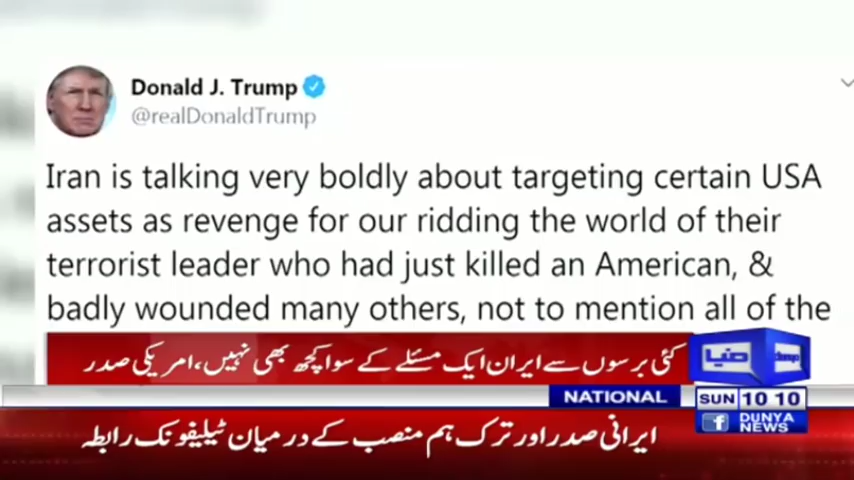 Donald J. Trump
@realDonaldTrump
Iran is talking very boldly about targeting certain USA
assets as revenge for our ridding the world of their
terrorist leader who had just killed an American, &
badly wounded many others, not to mention all of the
کئی برسوں سے ایران ایک مسئلے کے سوا کچھ بھی نہیں، امریکی صدر
دنیا dunya
NATIONAL
SUN 10 10
f DUNYA NEWS
ایرانی صدر اور ترک ہم منصب کے درمیان ٹیلیفونک رابطہ